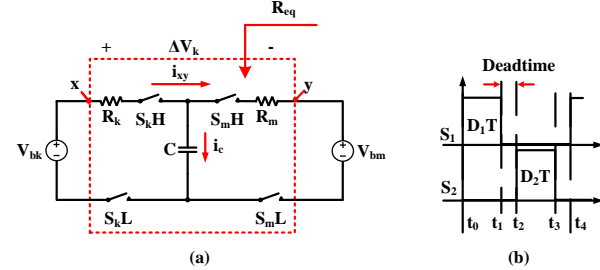 R_eq
+ ΔV_k -
x i_xy y
R_k S_kH S_mH R_m
V_bk C i_c V_bm
S_kL S_mL
(a)
Deadtime
S_1 D_1T
S_2 D_2T
t_0 t_1 t_2 t_3 t_4
(b)